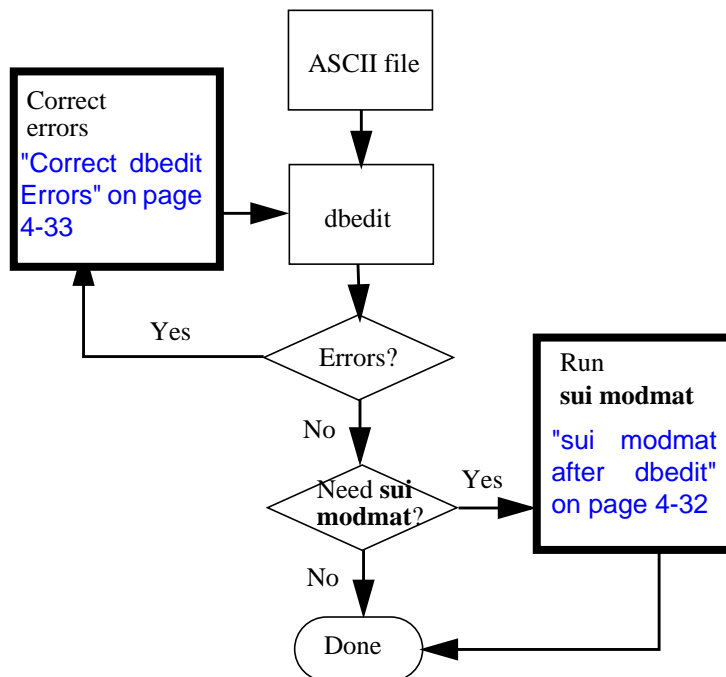 ASCII file
Correct
errors
"Correct dbedit
Errors" on page
4-33
dbedit
Yes
Errors?
No
Run
sui modmat
"sui modmat
after dbedit"
on page 4-32
Need sui
modmat?
Yes
No
Done